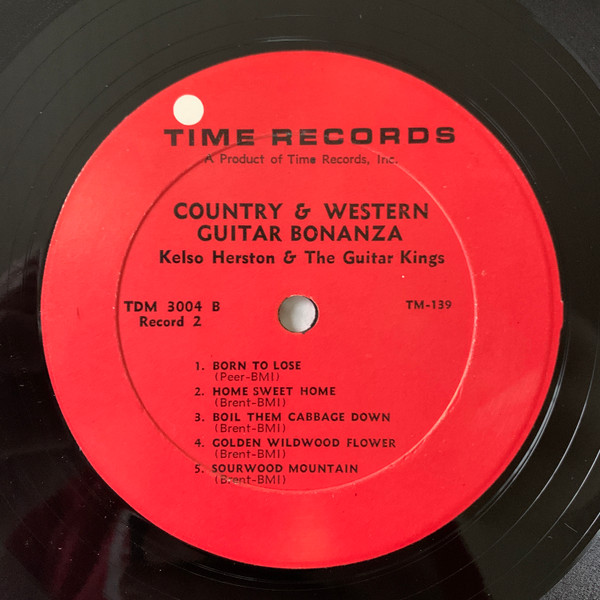 TIME RECORDS
A Product of Time Records, Inc.
COUNTRY & WESTERN
GUITAR BONANZA
Kelso Herston & The Guitar Kings
TDM 3004 B
Record 2
TM-139
1. BORN TO LOSE
(Peer-BMI)
2. HOME SWEET HOME
(Brent-BMI)
3. BOIL THEM CABBAGE DOWN
(Brent-BMI)
4. GOLDEN WILDWOOD FLOWER
(Brent-BMI)
5. SOURWOOD MOUNTAIN
(Brent-BMI)